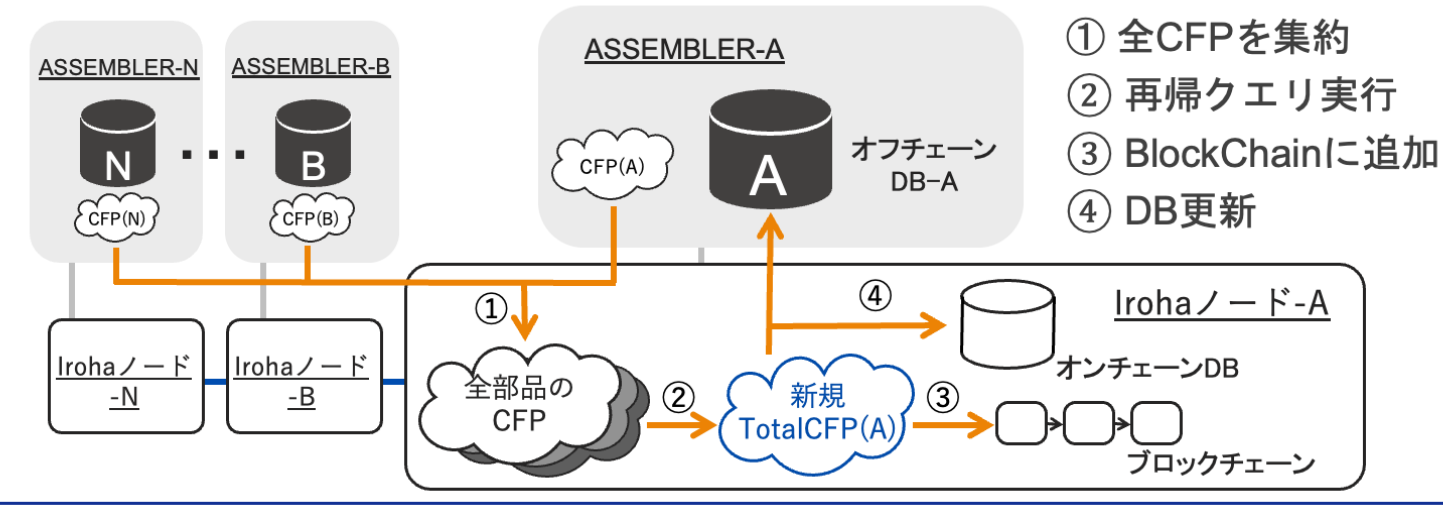 ASSEMBLER-N
N
CFP(N)
...
ASSEMBLER-B
B
CFP(B)
ASSEMBLER-A
CFP(A)
A
オフチェーン
DB-A
① 全CFPを集約
② 再帰クエリ実行
③ BlockChainに追加
④ DB更新
Irohaノード
-N
Irohaノード
-B
Irohaノード-A
①
全部品の
CFP
②
新規
TotalCFP(A)
③
④
オンチェーンDB
ブロックチェーン